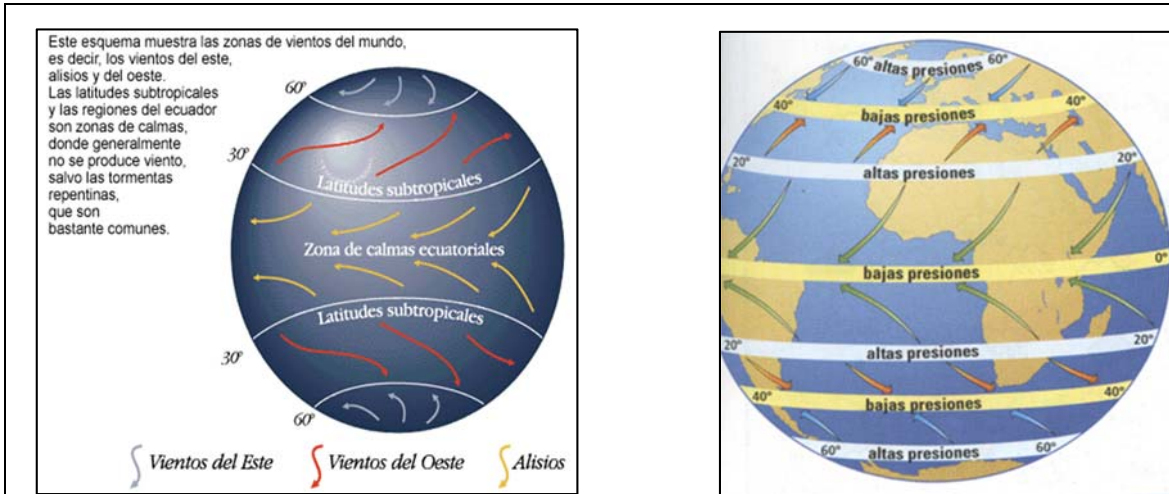 Este esquema muestra las zonas de vientos del mundo,
es decir, los vientos del este,
alisios y del oeste.
Las latitudes subtropicales
y las regiones del ecuador
son zonas de calmas,
donde generalmente
no se produce viento,
salvo las tormentas
repentinas,
que son
bastante comunes.
60º
30º
Latitudes subtropicales
Zona de calmas ecuatoriales
Latitudes subtropicales
30º
60º
Vientos del Este
Vientos del Oeste
Alisios
60° altas presiones 60°
40° bajas presiones 40°
20° altas presiones 20°
bajas presiones 0°
20° altas presiones 20°
40° bajas presiones 40°
60° altas presiones 60°